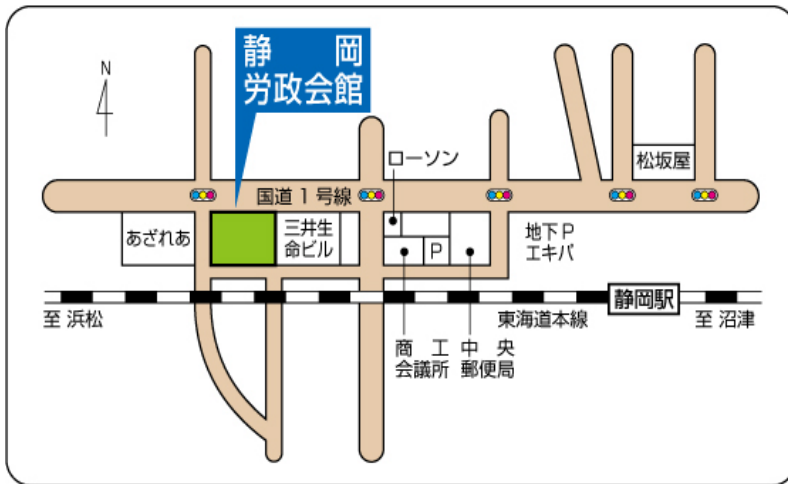 静岡
労政会館
N
ローソン
松坂屋
国道1号線
あざれあ
三井生
命ビル
P
地下P
エキパ
静岡駅
至 浜松
東海道本線
至 沼津
商工
会議所
中央
郵便局